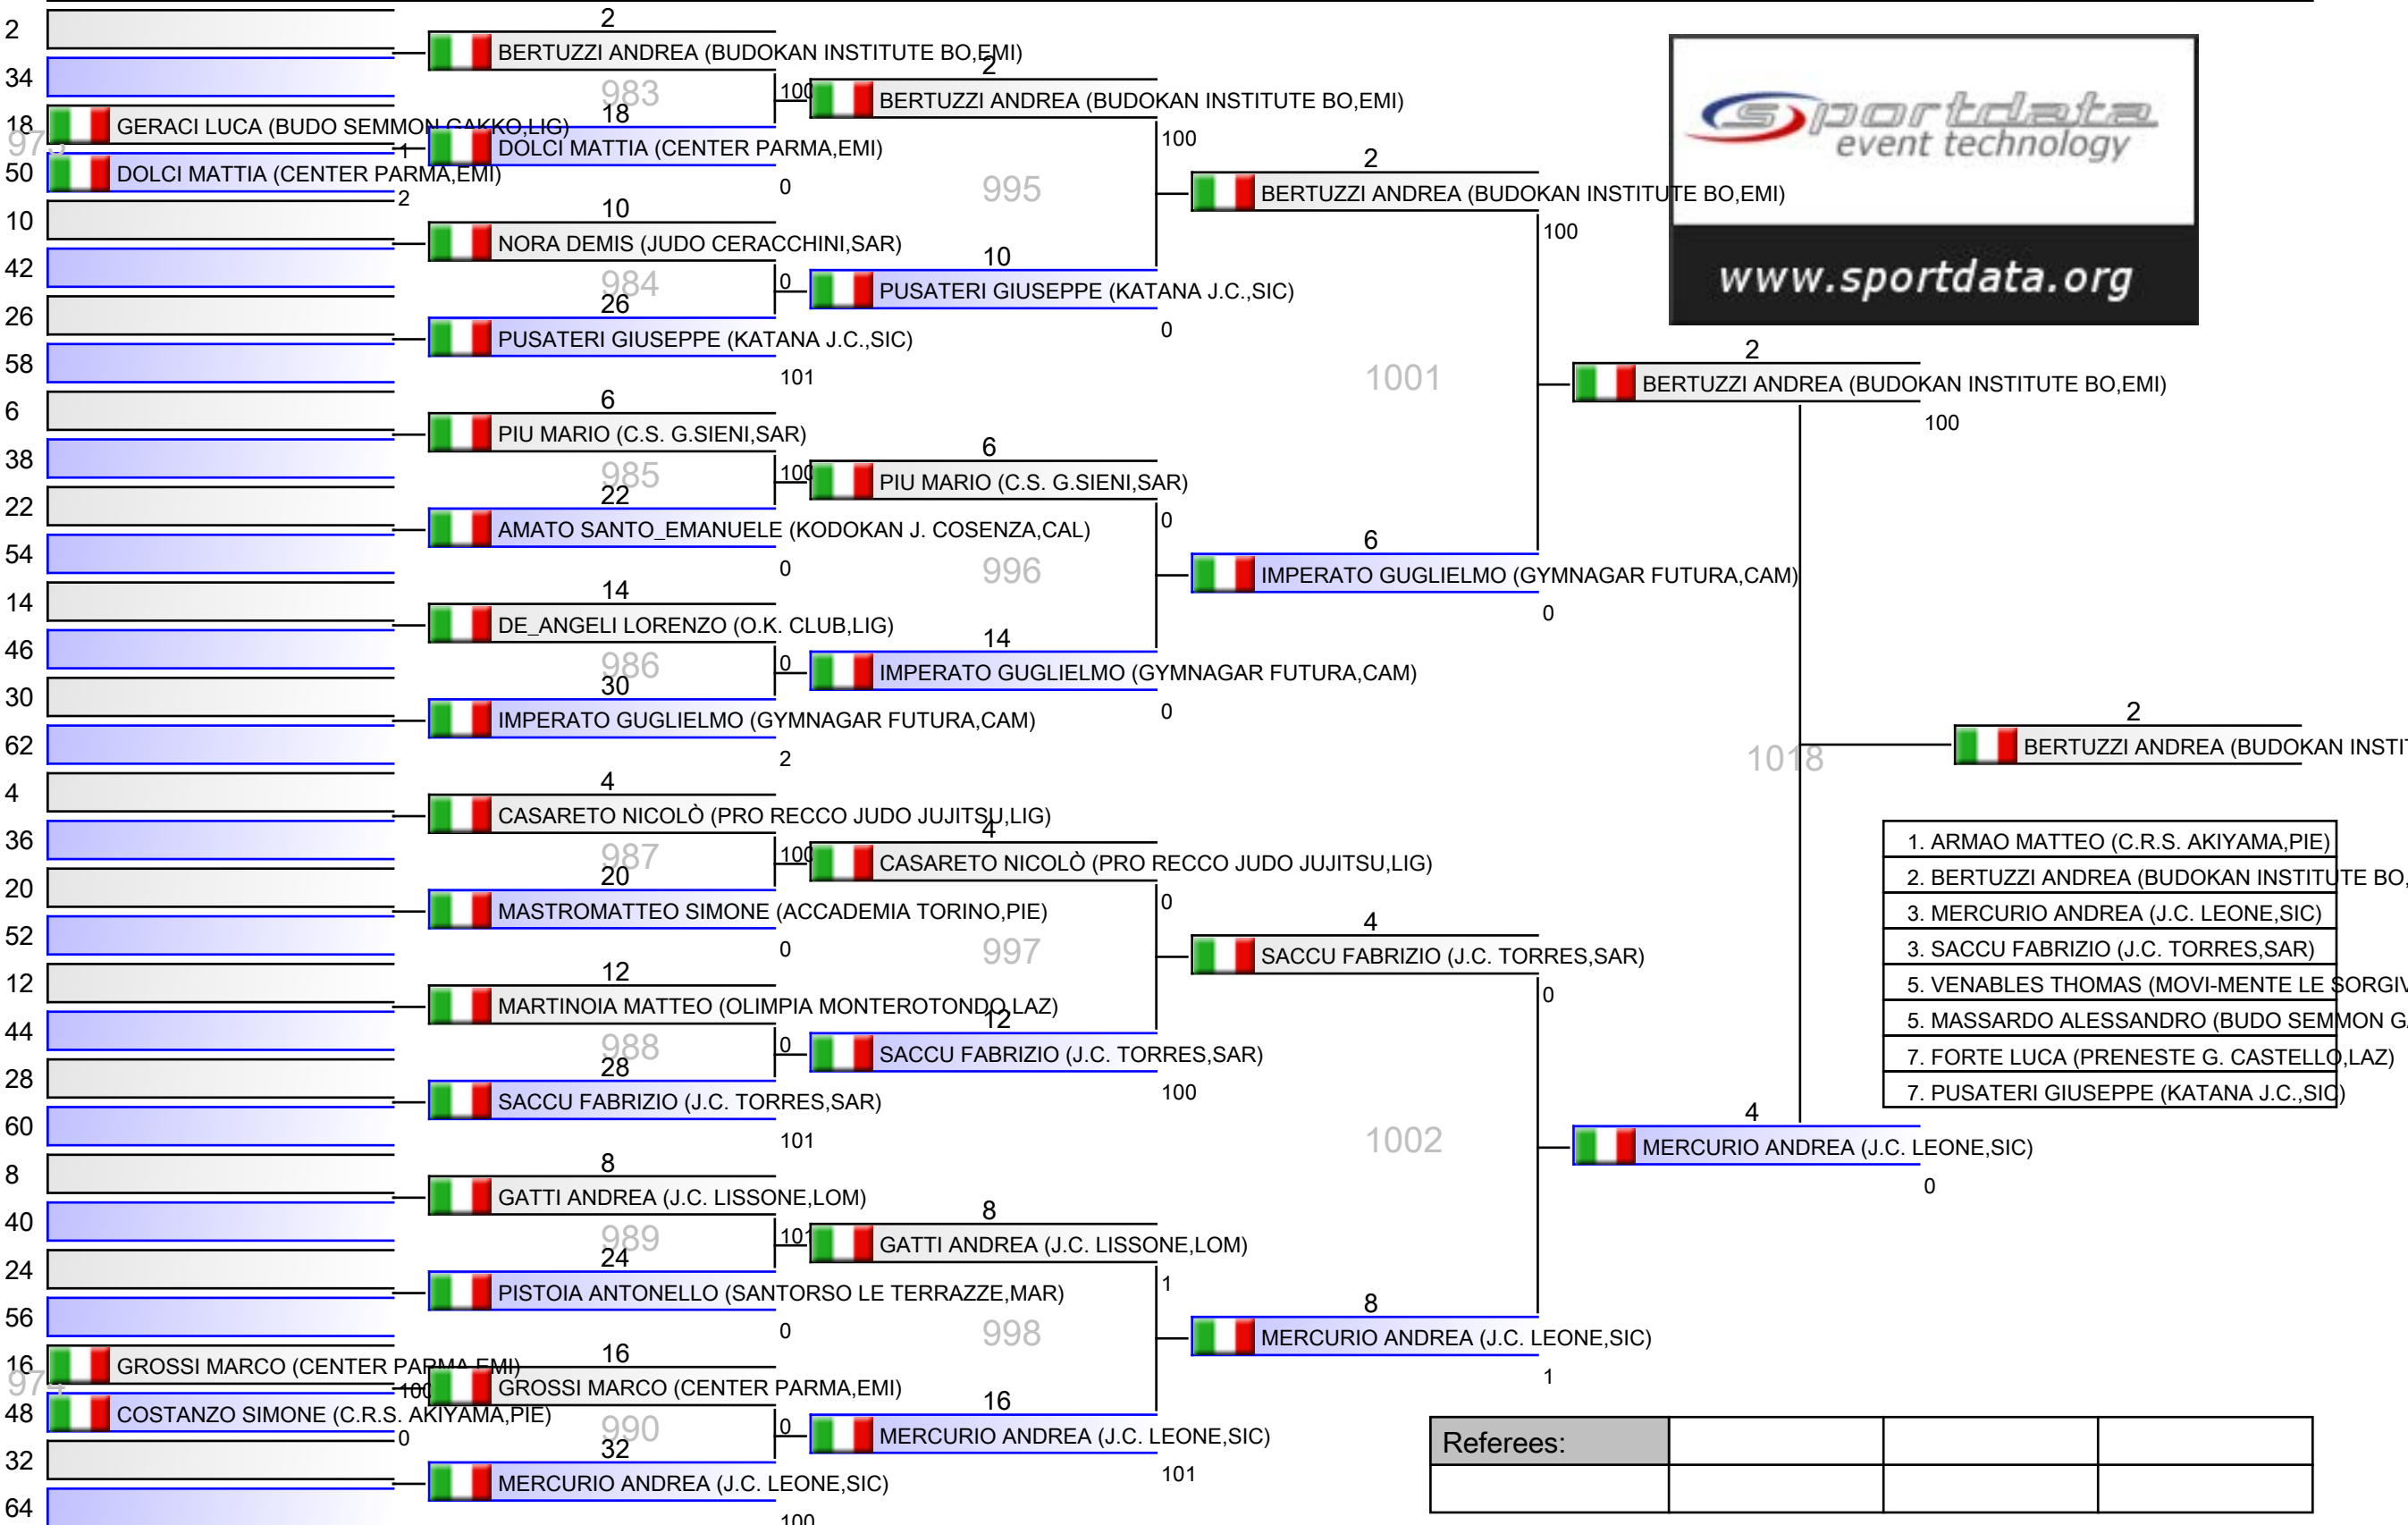 2
34
18
GERACI LUCA (BUDO SEMMON GAKKO,LIG)
1
973
50
DOLCI MATTIA (CENTER PARMA,EMI)
2
10
42
26
58
6
38
22
54
14
46
30
62
4
36
20
52
12
44
28
60
8
40
24
56
16
GROSSI MARCO (CENTER PARMA,EMI)
100
974
48
COSTANZO SIMONE (C.R.S. AKIYAMA,PIE)
0
32
64
2
BERTUZZI ANDREA (BUDOKAN INSTITUTE BO,EMI)
100
983
18
DOLCI MATTIA (CENTER PARMA,EMI)
0
10
NORA DEMIS (JUDO CERACCHINI,SAR)
0
984
26
PUSATERI GIUSEPPE (KATANA J.C.,SIC)
101
6
PIU MARIO (C.S. G.SIENI,SAR)
100
985
22
AMATO SANTO_EMANUELE (KODOKAN J. COSENZA,CAL)
0
14
DE_ANGELI LORENZO (O.K. CLUB,LIG)
0
986
30
IMPERATO GUGLIELMO (GYMNAGAR FUTURA,CAM)
2
4
CASARETO NICOLÒ (PRO RECCO JUDO JUJITSU,LIG)
100
987
20
MASTROMATTEO SIMONE (ACCADEMIA TORINO,PIE)
0
12
MARTINOIA MATTEO (OLIMPIA MONTEROTONDO,LAZ)
0
988
28
SACCU FABRIZIO (J.C. TORRES,SAR)
101
8
GATTI ANDREA (J.C. LISSONE,LOM)
101
989
24
PISTOIA ANTONELLO (SANTORSO LE TERRAZZE,MAR)
0
16
GROSSI MARCO (CENTER PARMA,EMI)
0
990
32
MERCURIO ANDREA (J.C. LEONE,SIC)
100
2
BERTUZZI ANDREA (BUDOKAN INSTITUTE BO,EMI)
100
995
10
PUSATERI GIUSEPPE (KATANA J.C.,SIC)
0
6
PIU MARIO (C.S. G.SIENI,SAR)
0
996
14
IMPERATO GUGLIELMO (GYMNAGAR FUTURA,CAM)
0
4
CASARETO NICOLÒ (PRO RECCO JUDO JUJITSU,LIG)
0
997
12
SACCU FABRIZIO (J.C. TORRES,SAR)
100
8
GATTI ANDREA (J.C. LISSONE,LOM)
1
998
16
MERCURIO ANDREA (J.C. LEONE,SIC)
101
2
BERTUZZI ANDREA (BUDOKAN INSTITUTE BO,EMI)
100
1001
6
IMPERATO GUGLIELMO (GYMNAGAR FUTURA,CAM)
0
4
SACCU FABRIZIO (J.C. TORRES,SAR)
0
1002
8
MERCURIO ANDREA (J.C. LEONE,SIC)
1
sportdata
event technology
www.sportdata.org
2
BERTUZZI ANDREA (BUDOKAN INSTITUTE BO,EMI)
100
1018
4
MERCURIO ANDREA (J.C. LEONE,SIC)
0
2
BERTUZZI ANDREA (BUDOKAN
1. ARMAO MATTEO (C.R.S. AKIYAMA,PIE)
2. BERTUZZI ANDREA (BUDOKAN INSTITUTE BO,
3. MERCURIO ANDREA (J.C. LEONE,SIC)
3. SACCU FABRIZIO (J.C. TORRES,SAR)
5. VENABLES THOMAS (MOVI-MENTE LE
5. MASSARDO ALESSANDRO (BUDO SEMMON
7. FORTE LUCA (PRENESTE G. CASTELLO,LAZ)
7. PUSATERI GIUSEPPE (KATANA J.C.,SIC)
Referees: